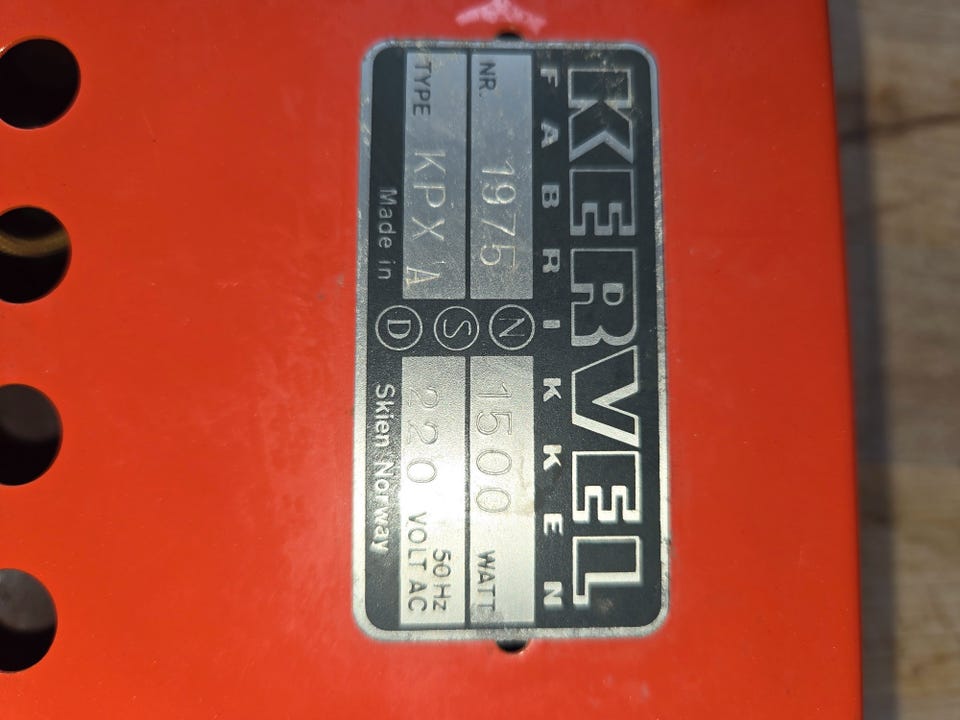 KERVEL
FABRIKKEN
NR. 1975 N 1500 WATT
S
TYPE KPX A 220 VOLT AC 50 Hz
Made in D Skien Norway